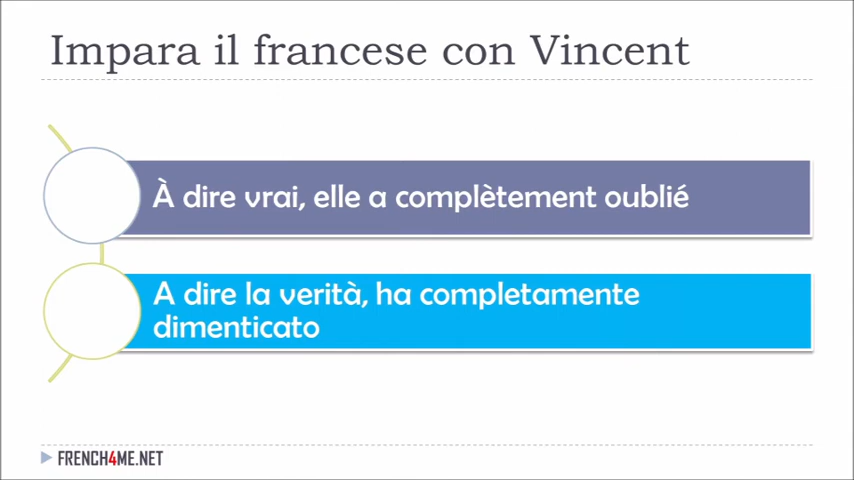 Impara il francese con Vincent
À dire vrai, elle a complètement oublié
A dire la verità, ha completamente
dimenticato
FRENCH4ME.NET